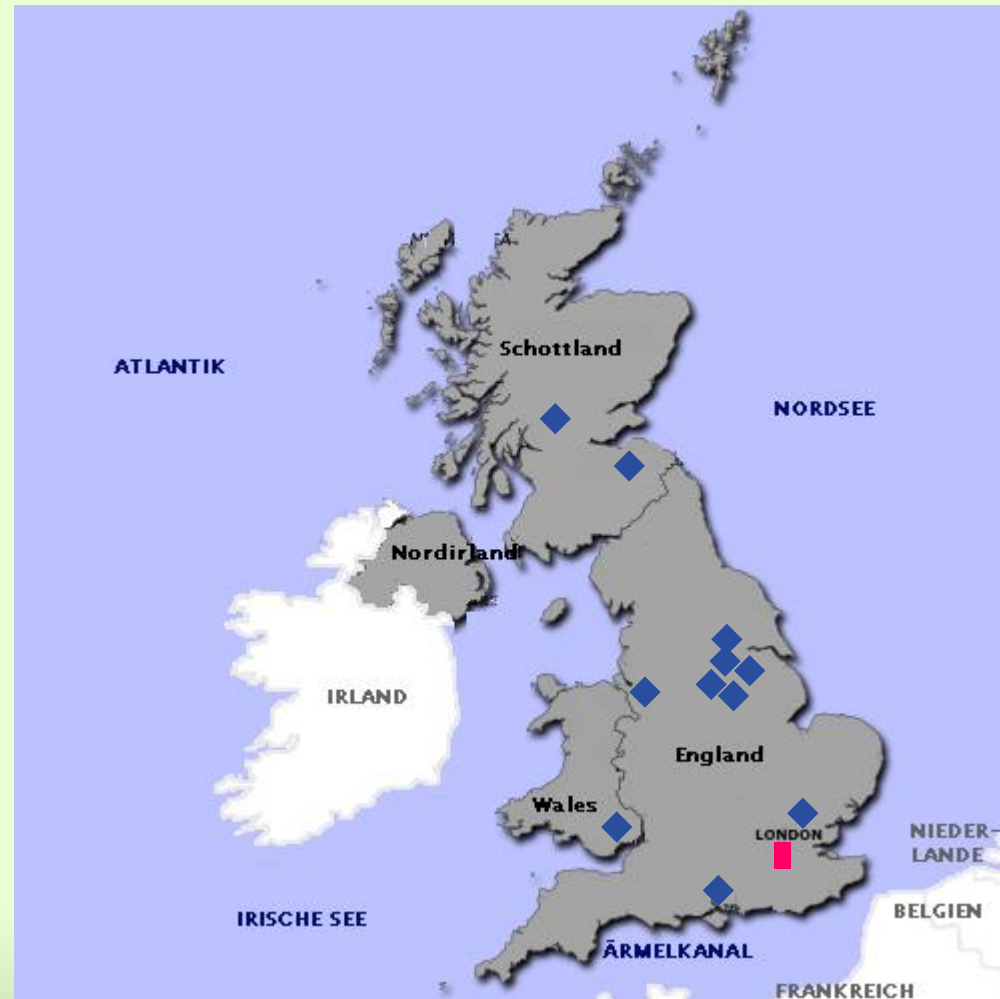 Schottland
ATLANTIK
NORDSEE
Nordirland
IRLAND
England
Wales
LONDON
NIEDER-
LANDE
BELGIEN
IRISCHE SEE
ÄRMELKANAL
FRANKREICH